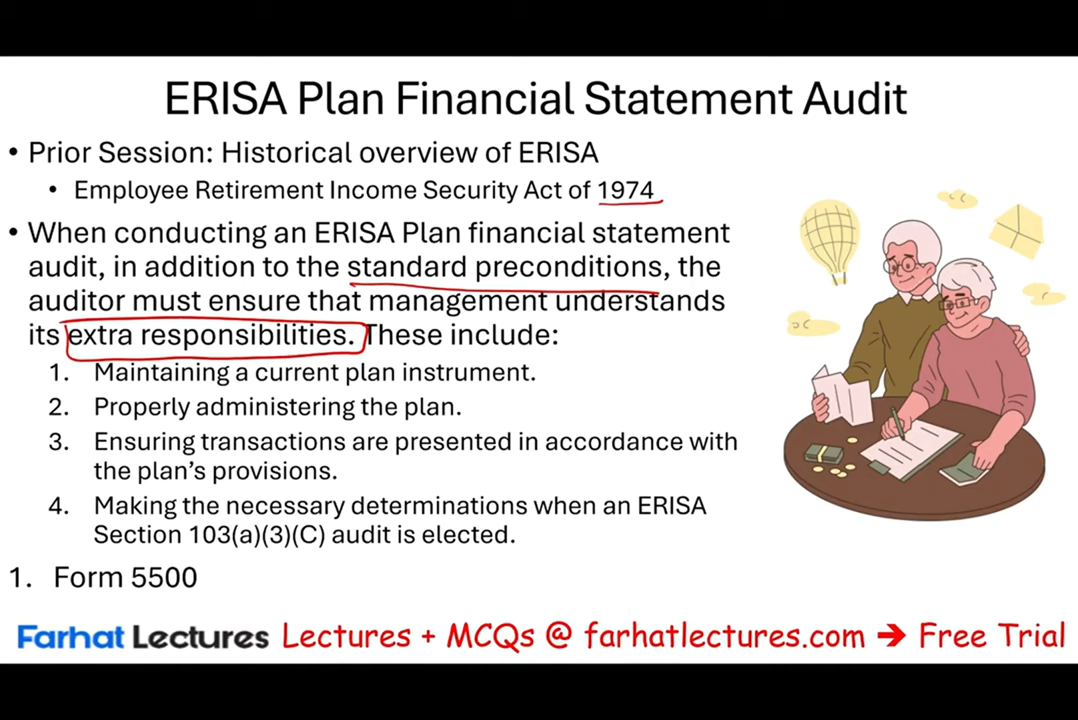 ERISA Plan Financial Statement Audit
• Prior Session: Historical overview of ERISA
• Employee Retirement Income Security Act of 1974
• When conducting an ERISA Plan financial statement
audit, in addition to the standard preconditions, the
auditor must ensure that management understands
its extra responsibilities. These include:
1. Maintaining a current plan instrument.
2. Properly administering the plan.
3. Ensuring transactions are presented in accordance with
the plan’s provisions.
4. Making the necessary determinations when an ERISA
Section 103(a)(3)(C) audit is elected.
1. Form 5500
Farhat Lectures Lectures + MCQs @ farhatlectures.com ➔ Free Trial